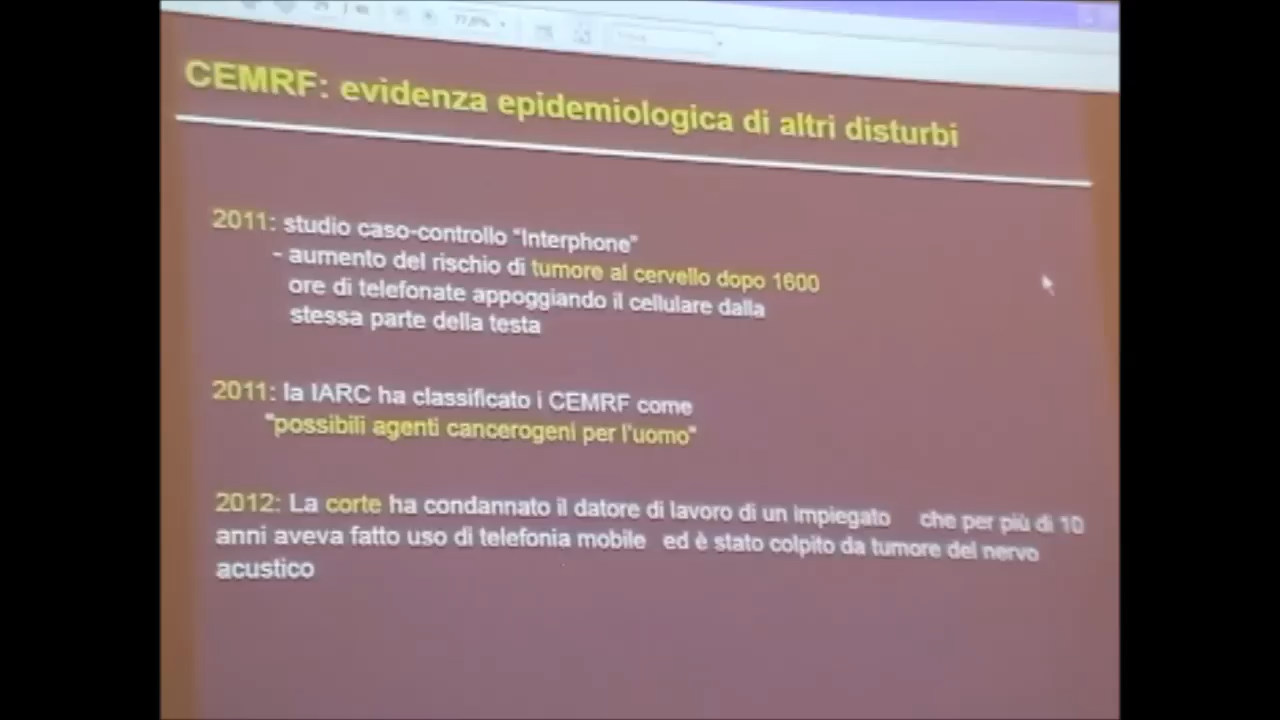 77,8%
CEMRF: evidenza epidemiologica di altri disturbi
2011: studio caso-controllo "Interphone"
- aumento del rischio di tumore al cervello dopo 1600
ore di telefonate appoggiando il cellulare dalla
stessa parte della testa
2011: la IARC ha classificato i CEMRF come
"possibili agenti cancerogeni per l'uomo"
2012: La corte ha condannato il datore di lavoro di un impiegato che per più di 10
anni aveva fatto uso di telefonia mobile ed è stato colpito da tumore del nervo
acustico